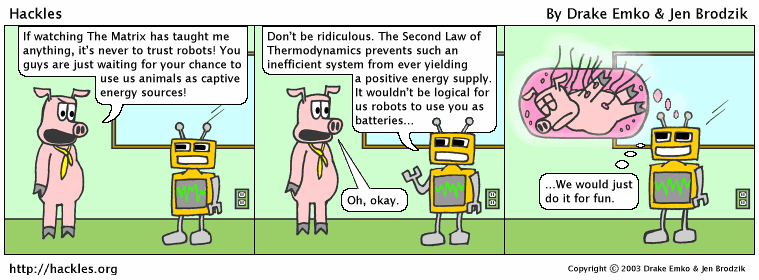 Hackles
By Drake Emko & Jen Brodzik
If watching The Matrix has taught me
anything, it's never to trust robots! You
guys are just waiting for your chance to
use us animals as captive
energy sources!
Don't be ridiculous. The Second Law of
Thermodynamics prevents such an
inefficient system from ever yielding
a positive energy supply.
It wouldn't be logical for
us robots to use you as
batteries...
Oh, okay.
...We would just
do it for fun.
http://hackles.org
Copyright © 2003 Drake Emko & Jen Brodzik